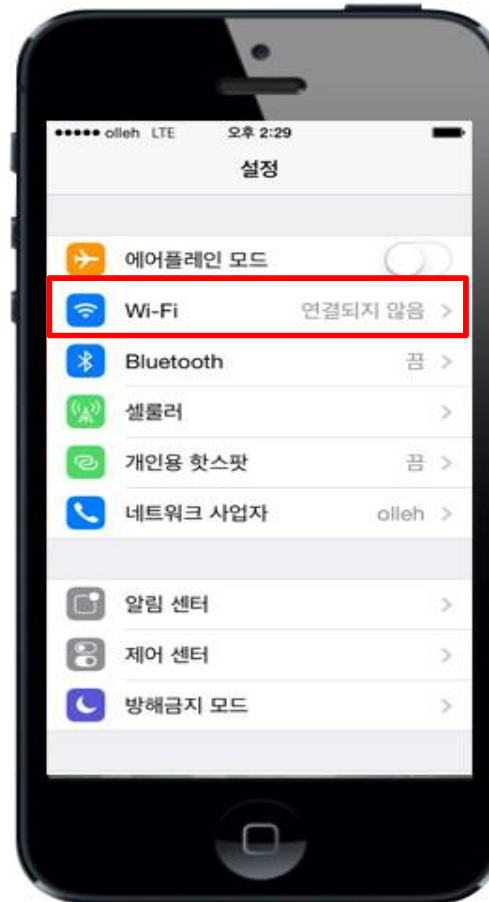 olleh LTE 오후 2:29
설정
에어플레인 모드
Wi-Fi 연결되지 않음 >
Bluetooth 끔 >
셀룰러 >
개인용 핫스팟 끔 >
네트워크 사업자 olleh >
알림 센터 >
제어 센터 >
방해금지 모드 >